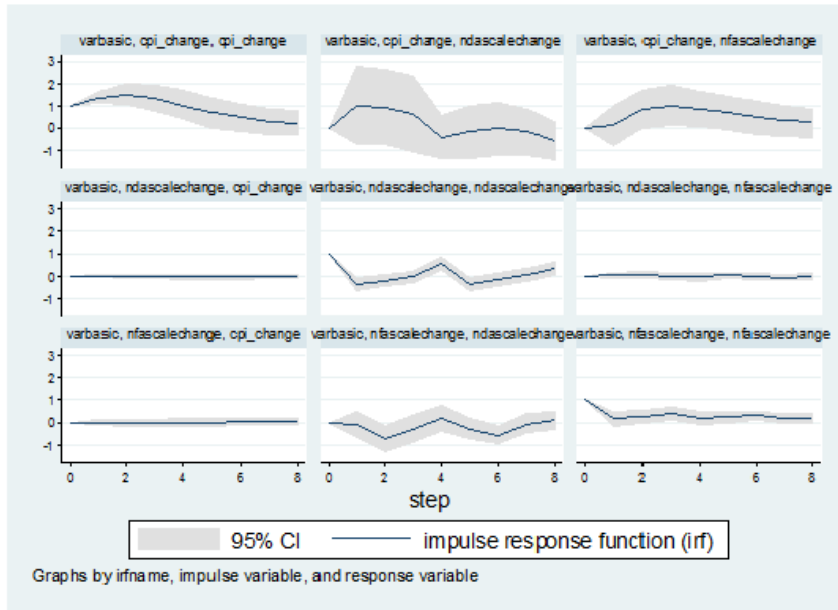 varbasic, cpi_change, cpi_change varbasic, cpi_change, ndascalechange varbasic, cpi_change, nfascalechange
3
2
1
0
-1
varbasic, ndascalechange, cpi_change varbasic, ndascalechange, ndascalechange varbasic, ndascalechange, nfascalechange
3
2
1
0
-1
varbasic, nfascalechange, cpi_change varbasic, nfascalechange, ndascalechange varbasic, nfascalechange, nfascalechange
3
2
1
0
-1
0 2 4 6 8 0 2 4 6 8 0 2 4 6 8
step
95% CI impulse response function (irf)
Graphs by irfname, impulse variable, and response variable